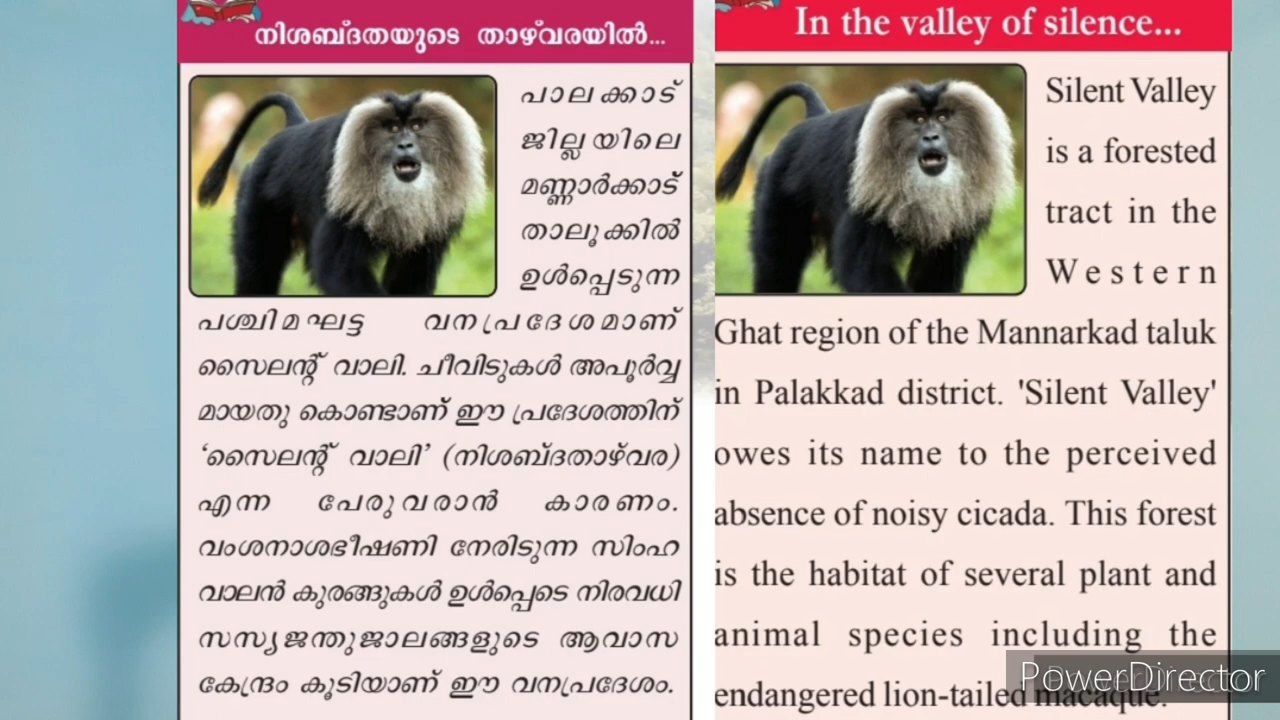 നിശബ്ദതയുടെ താഴ്‌വരയിൽ...
പാലക്കാട്
ജില്ലയിലെ
മണ്ണാർക്കാട്
താലൂക്കിൽ
ഉൾപ്പെടുന്ന
പശ്ചിമഘട്ട വനപ്രദേശമാണ്
സൈലന്റ് വാലി. ചീവിടുകൾ അപൂർവ്വ
മായതു കൊണ്ടാണ് ഈ പ്രദേശത്തിന്
‘സൈലന്റ് വാലി’ (നിശബ്ദതാഴ്‌വര)
എന്ന പേരുവരാൻ കാരണം.
വംശനാശഭീഷണി നേരിടുന്ന സിംഹ
വാലൻ കുരങ്ങുകൾ ഉൾപ്പെടെ നിരവധി
സസ്യജന്തുജാലങ്ങളുടെ ആവാസ
കേന്ദ്രം കൂടിയാണ് ഈ വനപ്രദേശം.
In the valley of silence...
Silent Valley
is a forested
tract in the
Western
Ghat region of the Mannarkad taluk
in Palakkad district. 'Silent Valley'
owes its name to the perceived
absence of noisy cicada. This forest
is the habitat of several plant and
animal species including the
endangered lion-tailed macaque.
PowerDirector